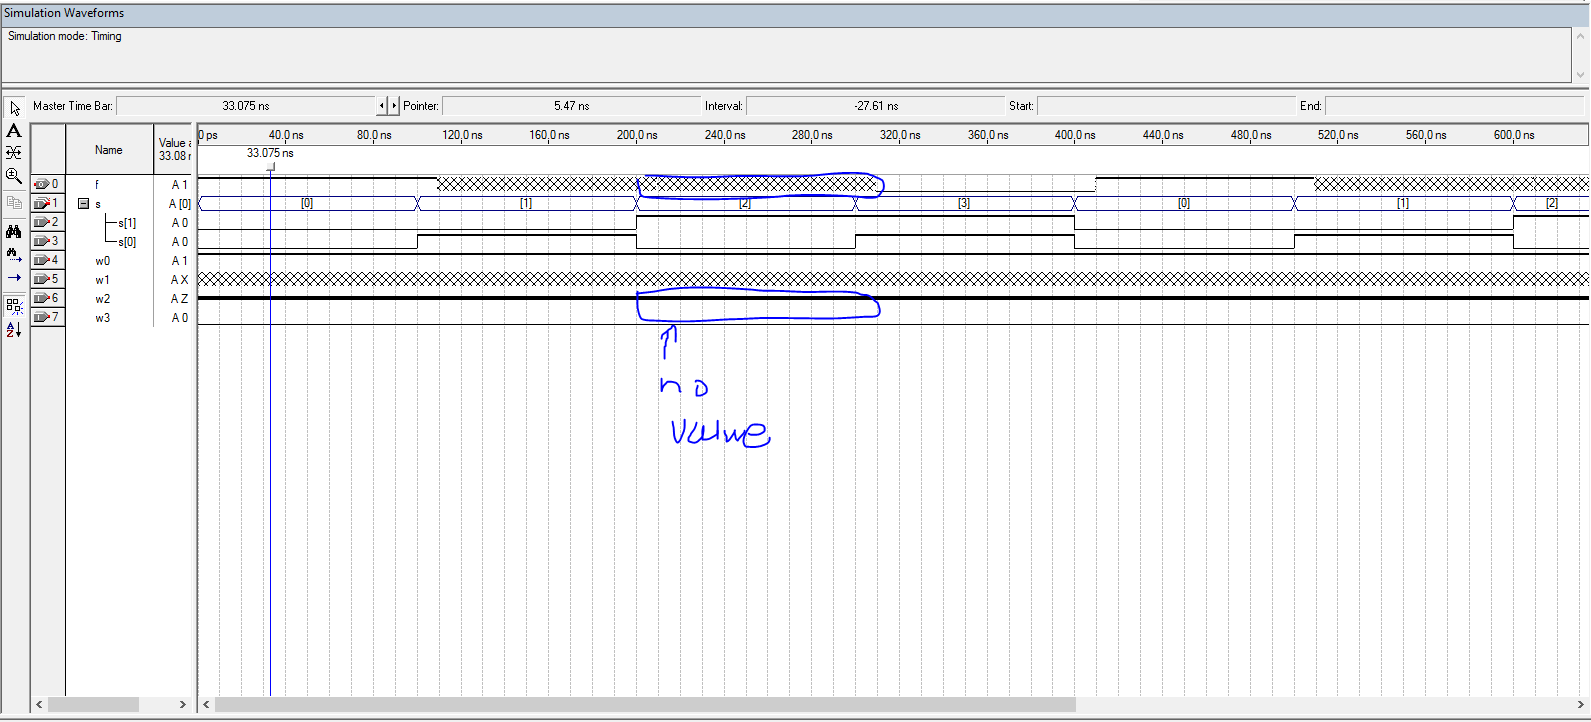 Simulation Waveforms
Simulation mode: Timing
Master Time Bar: 33.075 ns Pointer: 5.47 ns Interval: -27.61 ns Start: End:
Name Value a 33.08 r
0 ps 40.0 ns 80.0 ns 120.0 ns 160.0 ns 200.0 ns 240.0 ns 280.0 ns 320.0 ns 360.0 ns 400.0 ns 440.0 ns 480.0 ns 520.0 ns 560.0 ns 600.0 ns
33.075 ns
0 f A 1
1 s A [0] [0] [1] [2] [3] [0] [1] [2]
2 s[1] A 0
3 s[0] A 0
4 w0 A 1
5 w1 A X
6 w2 A Z
7 w3 A 0
no
value